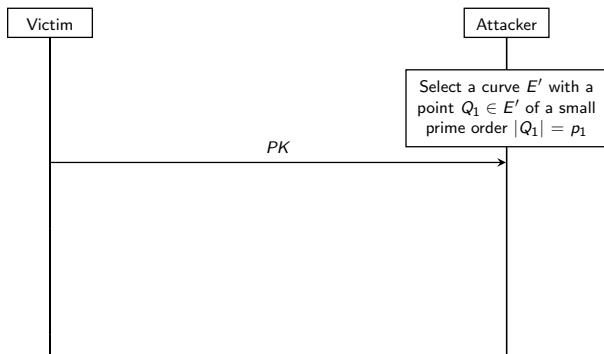 Victim
Attacker
Select a curve E′ with a
point Q₁ ∈ E′ of a small
prime order |Q₁| = p₁
PK